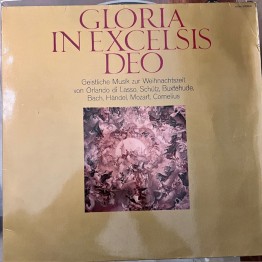 GLORIA
IN EXCELSIS
DEO
Geistliche Musik zur Weihnachtszeit
von Orlando di Lasso, Schütz, Buxtehude,
Bach, Händel, Mozart, Cornelius